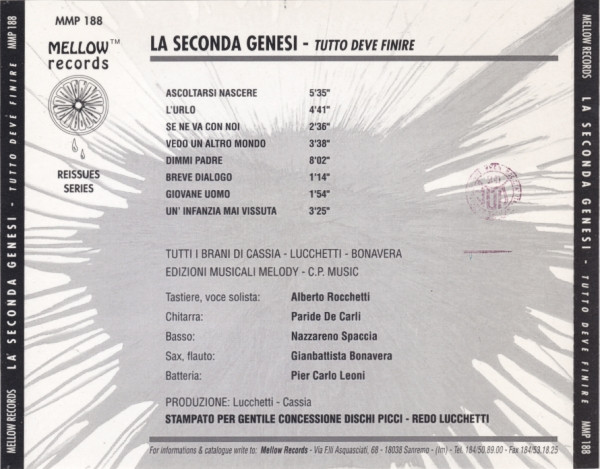 MMP 188
MELLOW™
records
REISSUES
SERIES
LA SECONDA GENESI - TUTTO DEVE FINIRE
ASCOLTARSI NASCERE 5'35"
L'URLO 4'41"
SE NE VA CON NOI 2'36"
VEDO UN ALTRO MONDO 3'38"
DIMMI PADRE 8'02"
BREVE DIALOGO 1'14"
GIOVANE UOMO 1'54"
UN' INFANZIA MAI VISSUTA 3'25"
TUTTI I BRANI DI CASSIA - LUCCHETTI - BONAVERA
EDIZIONI MUSICALI MELODY - C.P. MUSIC
Tastiere, voce solista: Alberto Rocchetti
Chitarra: Paride De Carli
Basso: Nazzareno Spaccia
Sax, flauto: Gianbattista Bonavera
Batteria: Pier Carlo Leoni
PRODUZIONE: Lucchetti - Cassia
STAMPATO PER GENTILE CONCESSIONE DISCHI PICCI - REDO LUCCHETTI
For informations & catalogue write to: Mellow Records - Via F.lli Asquasciati, 68 - 18038 Sanremo - (Im) - Tel. 184/50.89.00 - Fax 184/53.18.25
MELLOW RECORDS LA SECONDA GENESI - TUTTO DEVE FINIRE MMP 188
MELLOW RECORDS LA SECONDA GENESI - TUTTO DEVE FINIRE MMP 188